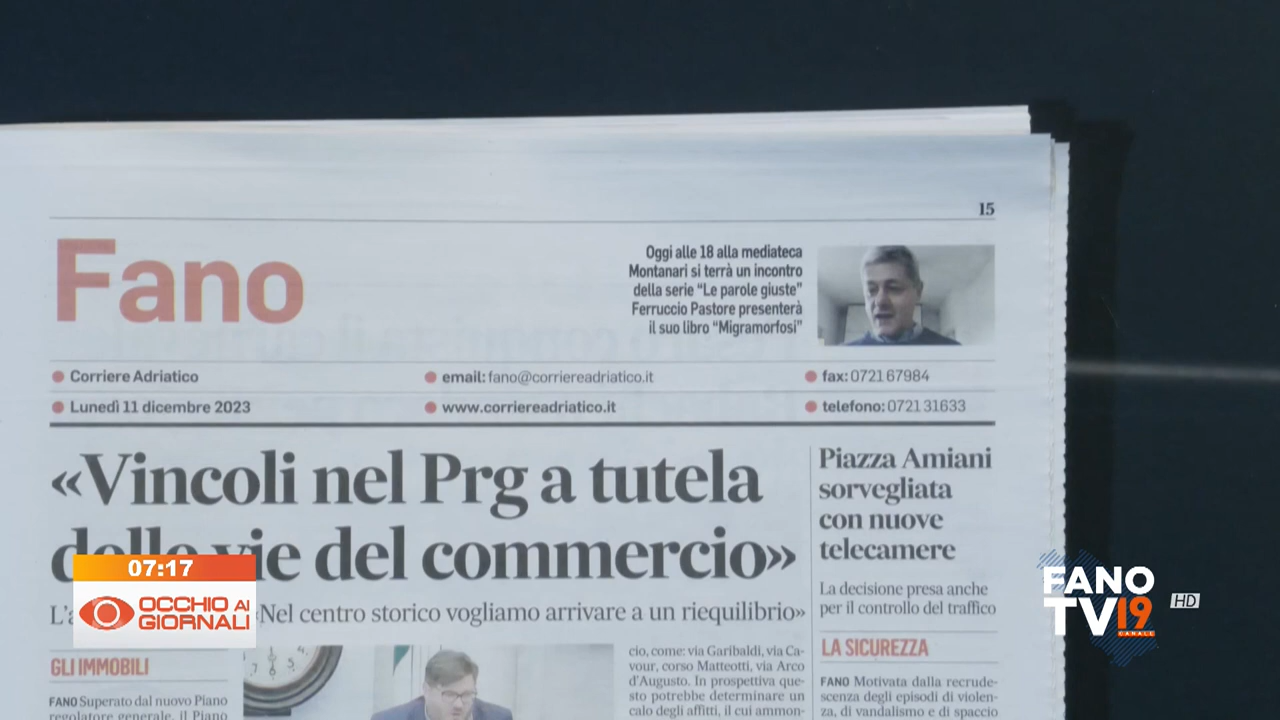 15
Fano
Oggi alle 18 alla mediateca
Montanari si terrà un incontro
della serie “Le parole giuste”
Ferruccio Pastore presenterà
il suo libro “Migramorfosi”
Corriere Adriatico
email: fano@corriereadriatico.it
fax: 0721 67984
Lunedì 11 dicembre 2023
www.corriereadriatico.it
telefono: 0721 31633
«Vincoli nel Prg a tutela
delle vie del commercio»
«Nel centro storico vogliamo arrivare a un riequilibrio»
GLI IMMOBILI
FANO Superato dal nuovo Piano
regolatore generale, il Piano
cio, come: via Garibaldi, via Ca-
vour, corso Matteotti, via Arco
d'Augusto. In prospettiva que-
sto potrebbe determinare un
calo degli affitti, il cui ammon-
Piazza Amiani
sorvegliata
con nuove
telecamere
La decisione presa anche
per il controllo del traffico
LA SICUREZZA
FANO Motivata dalla recrude-
scenza degli episodi di violen-
za, di vandalismo e di spaccio
07:17
OCCHIO AI
GIORNALI
FANO
TV19
CANALE
HD